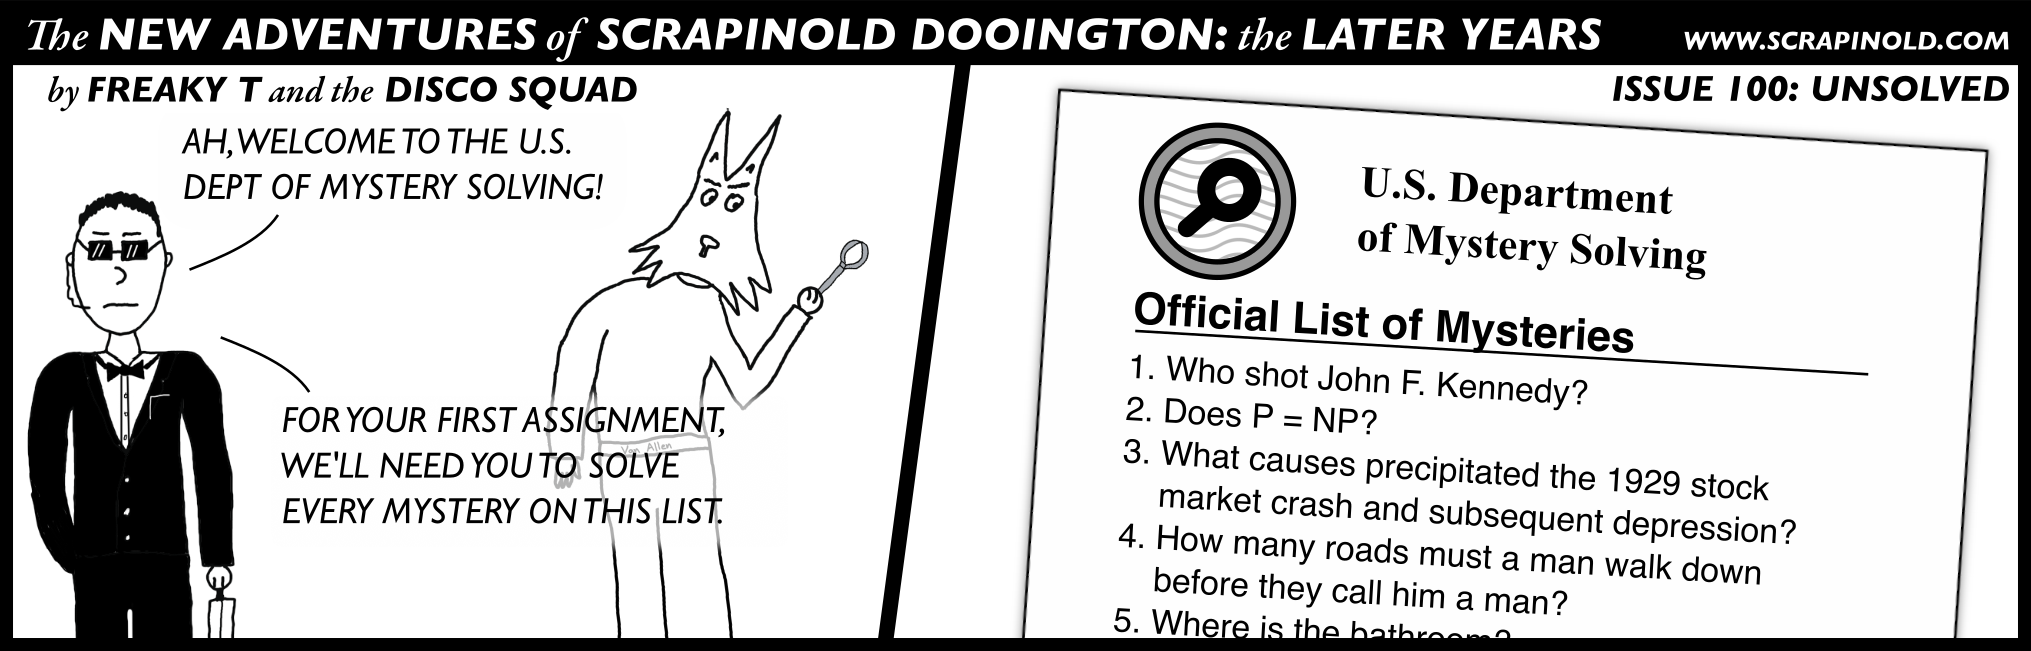 The NEW ADVENTURES of SCRAPINOLD DOOINGTON: the LATER YEARS
WWW.SCRAPINOLD.COM
by FREAKY T and the DISCO SQUAD
ISSUE 100: UNSOLVED
AH, WELCOME TO THE U.S.
DEPT OF MYSTERY SOLVING!
FOR YOUR FIRST ASSIGNMENT,
WE'LL NEED YOU TO SOLVE
EVERY MYSTERY ON THIS LIST.
Van Allen
U.S. Department
of Mystery Solving
Official List of Mysteries
1. Who shot John F. Kennedy?
2. Does P = NP?
3. What causes precipitated the 1929 stock
market crash and subsequent depression?
4. How many roads must a man walk down
before they call him a man?
5. Where is the bathroom?